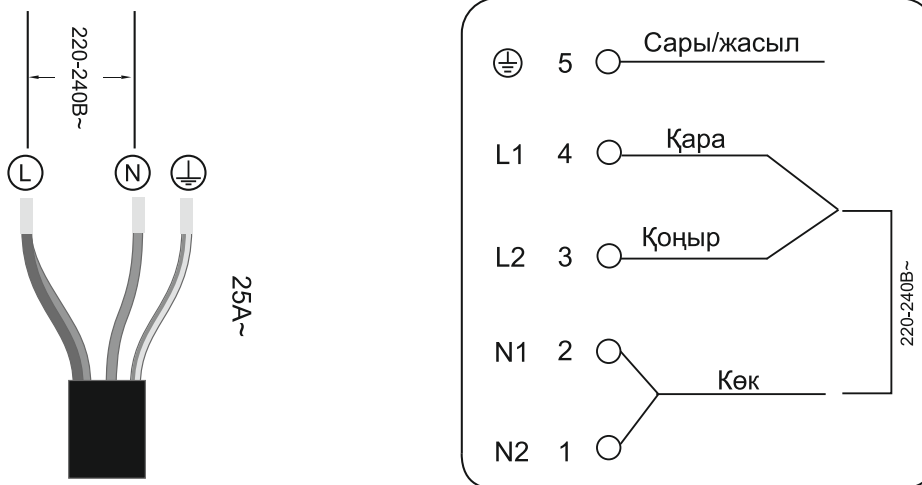 220-240В~
L
N
25А~
5
Сары/жасыл
L1 4
Қара
L2 3
Қоңыр
N1 2
Көк
N2 1
220-240В~